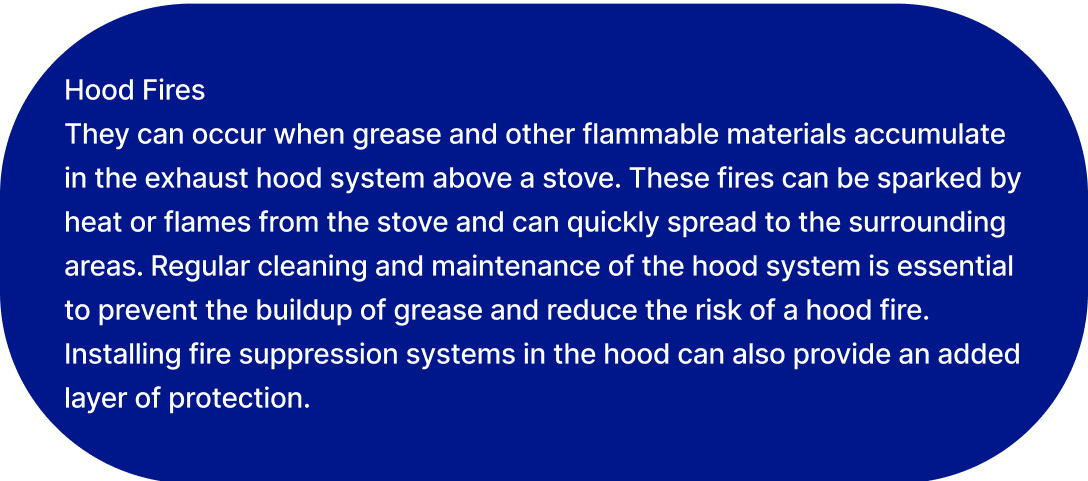 Hood Fires
They can occur when grease and other flammable materials accumulate
in the exhaust hood system above a stove. These fires can be sparked by
heat or flames from the stove and can quickly spread to the surrounding
areas. Regular cleaning and maintenance of the hood system is essential
to prevent the buildup of grease and reduce the risk of a hood fire.
Installing fire suppression systems in the hood can also provide an added
layer of protection.